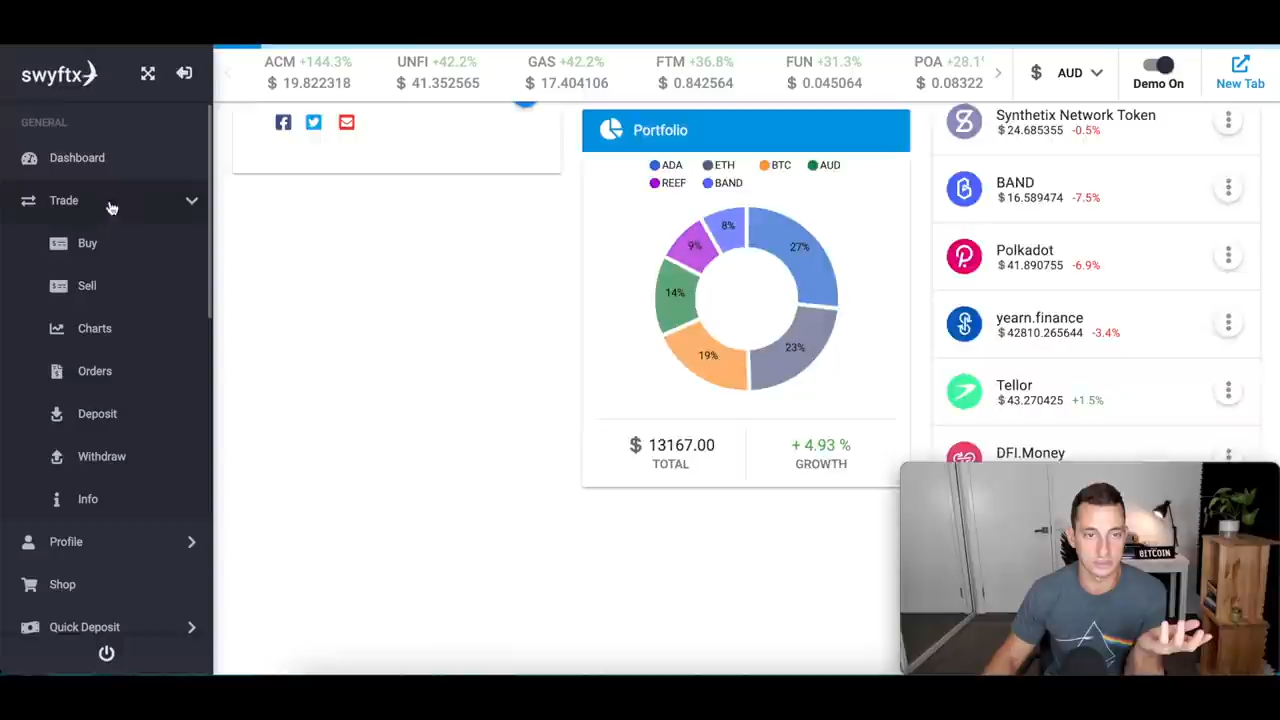 swyftx
GENERAL
Dashboard
Trade
Buy
Sell
Charts
Orders
Deposit
Withdraw
Info
Profile
Shop
Quick Deposit
ACM +144.3%
$ 19.822318
UNFI +42.2%
$ 41.352565
GAS +42.2%
$ 17.404106
FTM +36.8%
$ 0.842564
FUN +31.3%
$ 0.045064
POA +28.1
$ 0.08322
$ AUD
Demo On
New Tab
Portfolio
ADA ETH BTC AUD
REEF BAND
8%
27%
9%
14%
23%
19%
$ 13167.00
TOTAL
+ 4.93 %
GROWTH
Synthetix Network Token
$ 24.685355 -0.5%
BAND
$ 16.589474 -7.5%
Polkadot
$ 41.890755 -6.9%
yearn.finance
$ 42810.265644 -3.4%
Tellor
$ 43.270425 +1.5%
DFI.Money
BITCOIN